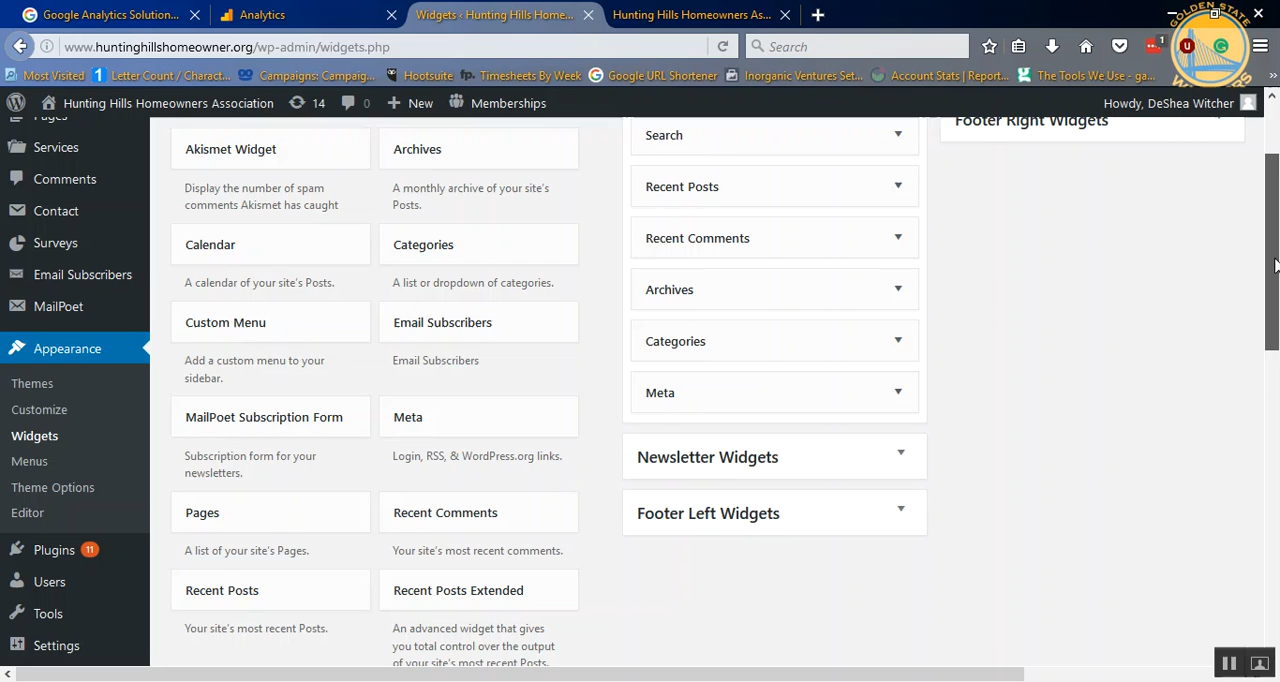 Google Analytics Solution...
Analytics
Widgets ‹ Hunting Hills Home...
Hunting Hills Homeowners As...
www.huntinghillshomeowner.org/wp-admin/widgets.php
Search
1
Most Visited
Letter Count / Charact...
Campaigns: Campaig...
Hootsuite
Timesheets By Week
Google URL Shortener
Inorganic Ventures Set...
Account Stats | Report...
The Tools We Use - ga...
GOLDEN STATE
WARRIORS
Hunting Hills Homeowners Association
14
0
New
Memberships
Howdy, DeShea Witcher
Pages
Services
Comments
Contact
Surveys
Email Subscribers
MailPoet
Appearance
Themes
Customize
Widgets
Menus
Theme Options
Editor
Plugins 11
Users
Tools
Settings
Akismet Widget
Display the number of spam
comments Akismet has caught
Archives
A monthly archive of your site's
Posts.
Calendar
A calendar of your site's Posts.
Categories
A list or dropdown of categories.
Custom Menu
Add a custom menu to your
sidebar.
Email Subscribers
Email Subscribers
MailPoet Subscription Form
Subscription form for your
newsletters.
Meta
Login, RSS, & WordPress.org links.
Pages
A list of your site's Pages.
Recent Comments
Your site's most recent comments.
Recent Posts
Your site's most recent Posts.
Recent Posts Extended
An advanced widget that gives
you total control over the output
of your site's most recent Posts.
Search
Recent Posts
Recent Comments
Archives
Categories
Meta
Newsletter Widgets
Footer Left Widgets
Footer Right Widgets